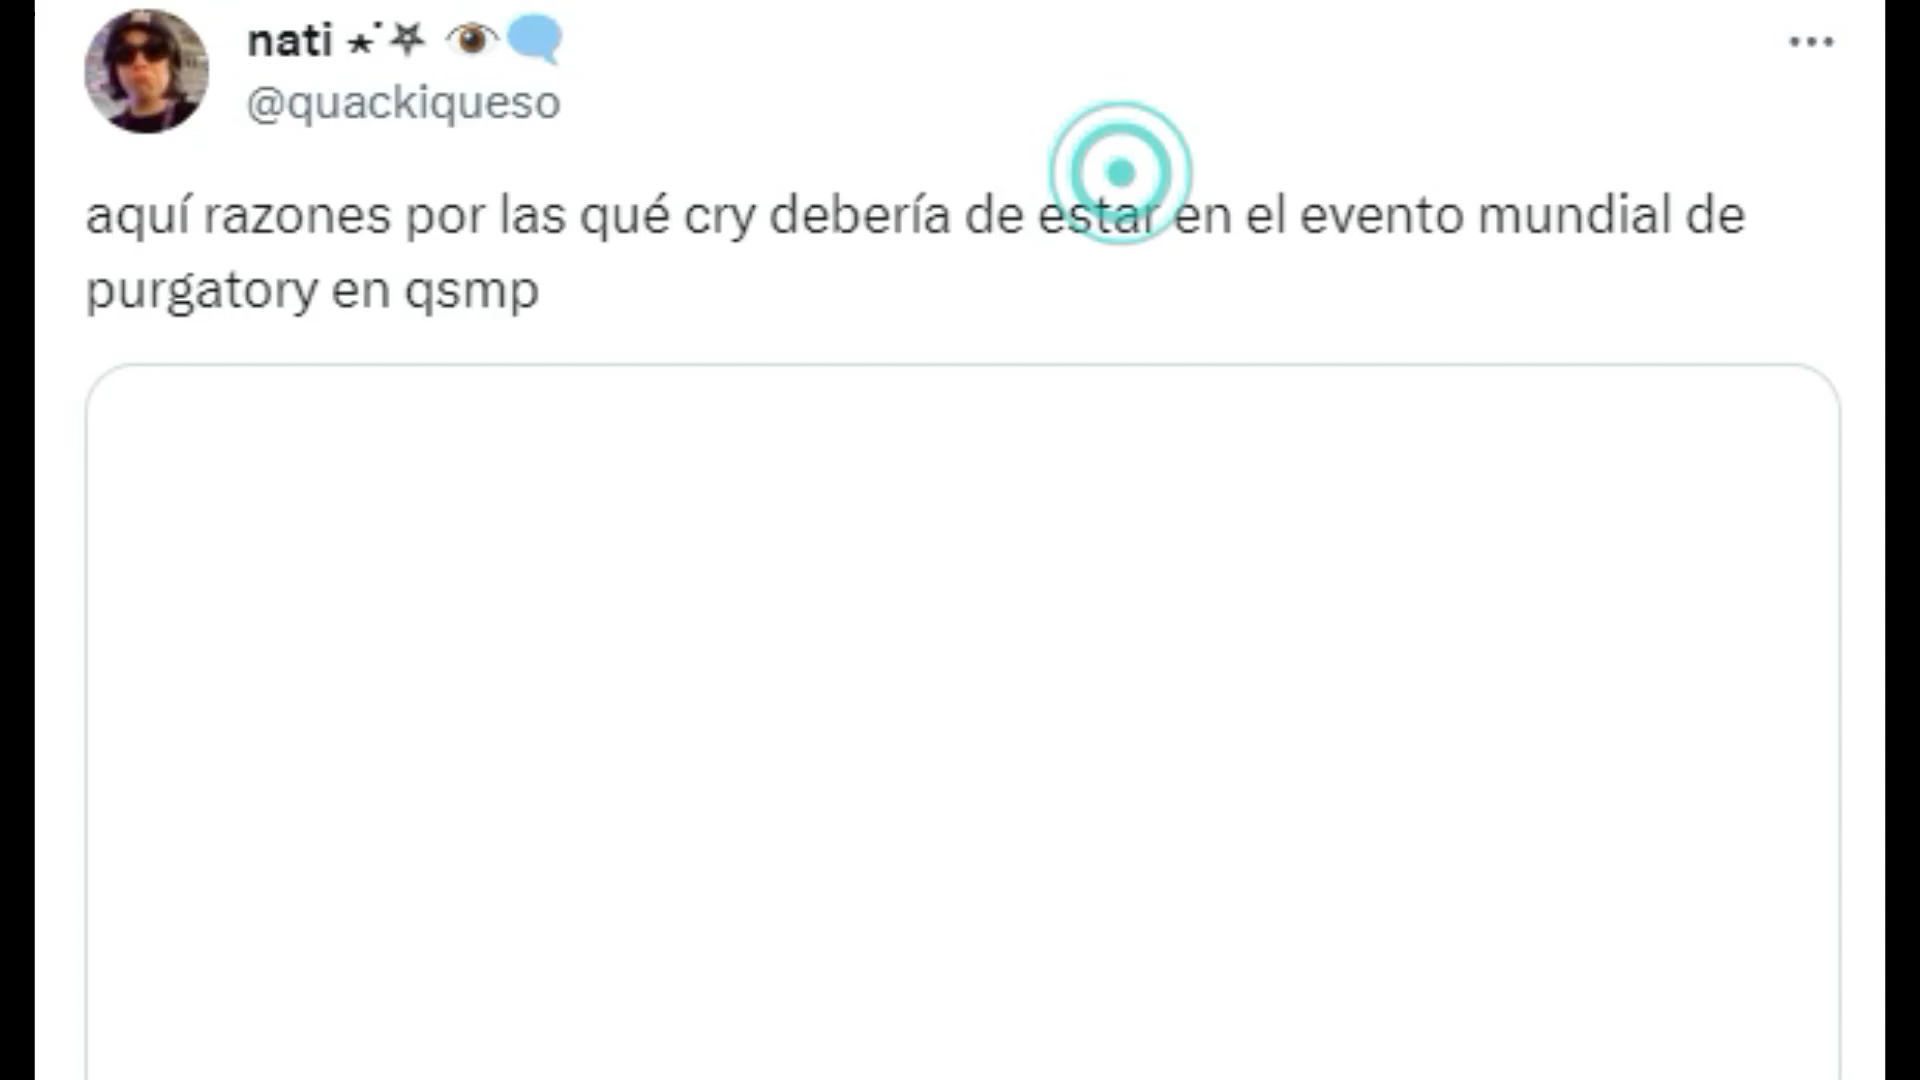 nati ⋆˙⛧ 👁️🗨️
@quackiqueso
aquí razones por las qué cry debería de estar en el evento mundial de
purgatory en qsmp